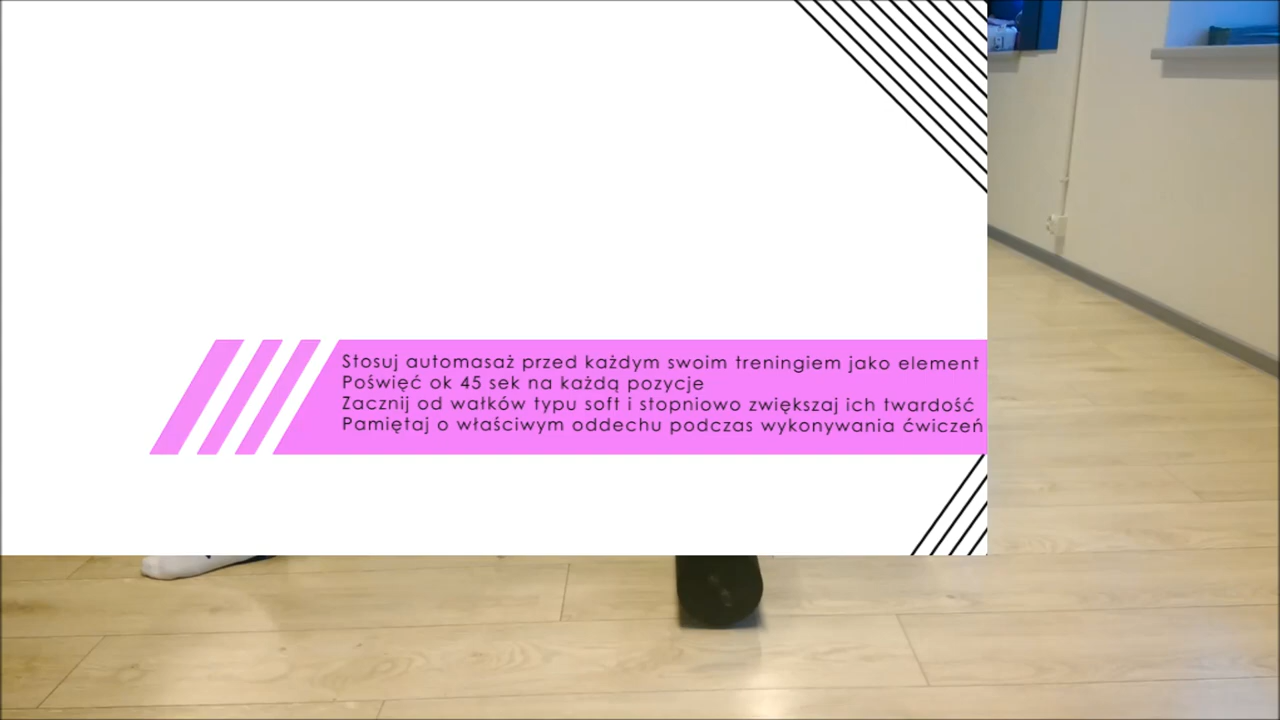 Stosuj automasaż przed każdym swoim treningiem jako element
Poświęć ok 45 sek na każdą pozycje
Zacznij od wałków typu soft i stopniowo zwiększaj ich twardość
Pamiętaj o właściwym oddechu podczas wykonywania ćwiczeń